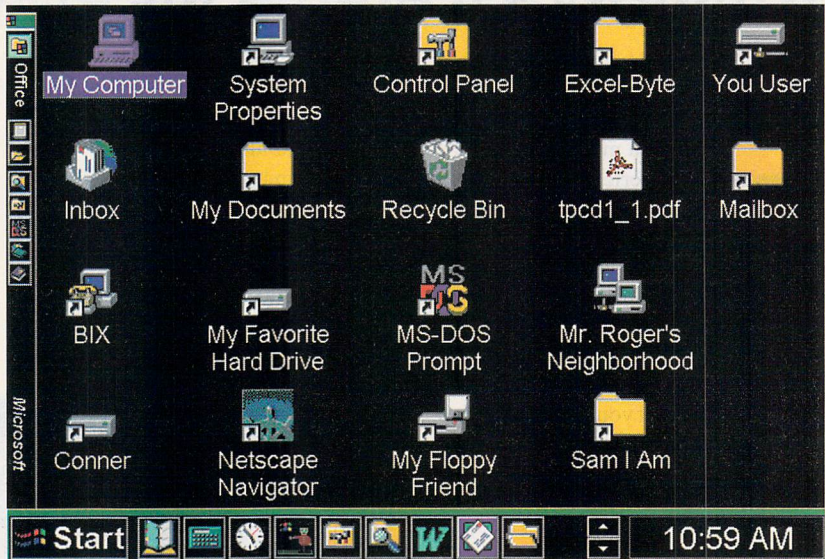 Office
Microsoft
My Computer
System
Properties
Control Panel
Excel-Byte
You User
Inbox
My Documents
Recycle Bin
tpcd1_1.pdf
Mailbox
BIX
My Favorite
Hard Drive
MS
DOS
MS-DOS
Prompt
Mr. Roger's
Neighborhood
Conner
Netscape
Navigator
My Floppy
Friend
Sam I Am
Start
W
10:59 AM